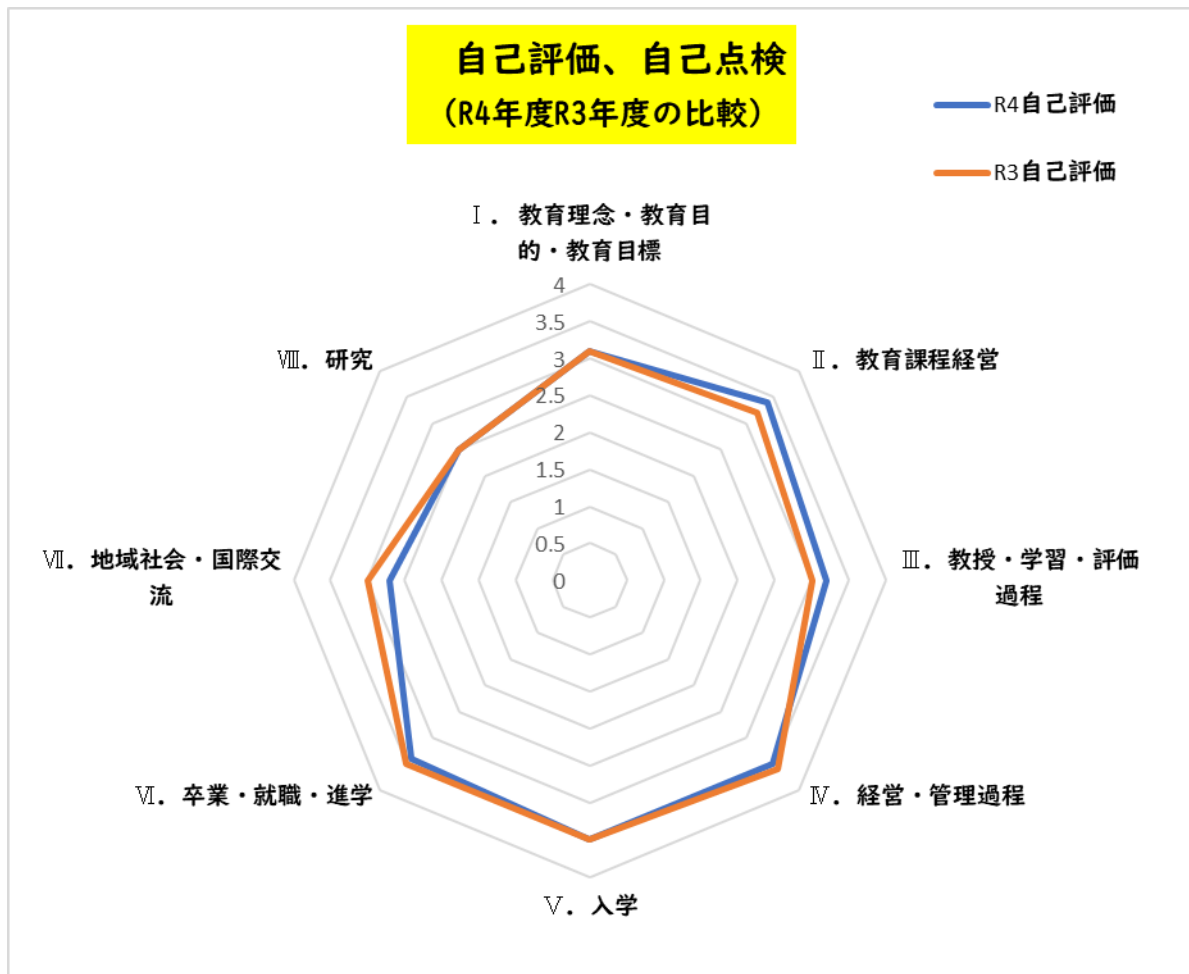 自己評価、自己点検
（R4年度R3年度の比較）
R4自己評価
R3自己評価
Ⅰ．教育理念・教育目
的・教育目標
4
3.5
3
2.5
2
1.5
1
0.5
0
Ⅱ．教育課程経営
Ⅲ．教授・学習・評価
過程
Ⅳ．経営・管理過程
Ⅴ．入学
Ⅵ．卒業・就職・進学
Ⅶ．地域社会・国際交
流
Ⅷ．研究